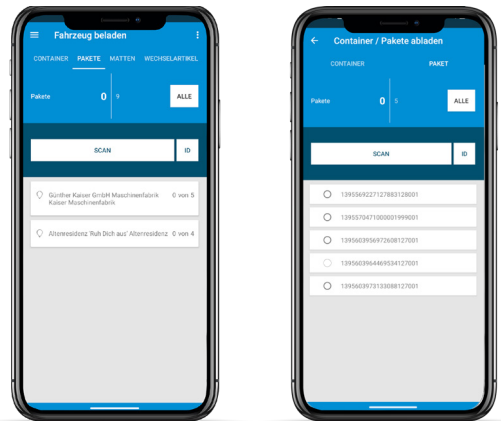 Fahrzeug beladen
CONTAINER PAKETE MATTEN WECHSELARTIKEL
Pakete 0 9 ALLE
SCAN ID
Günther Kaiser GmbH Maschinenfabrik 0 von 5
Kaiser Maschinenfabrik
Altenresidenz 'Ruh Dich aus' Altenresidenz 0 von 4
Container / Pakete abladen
CONTAINER PAKET
Pakete 0 5 ALLE
SCAN ID
1395569227127883128001
1395570471000001999001
1395603956972608127001
1395603964469534127001
1395603973133088127001